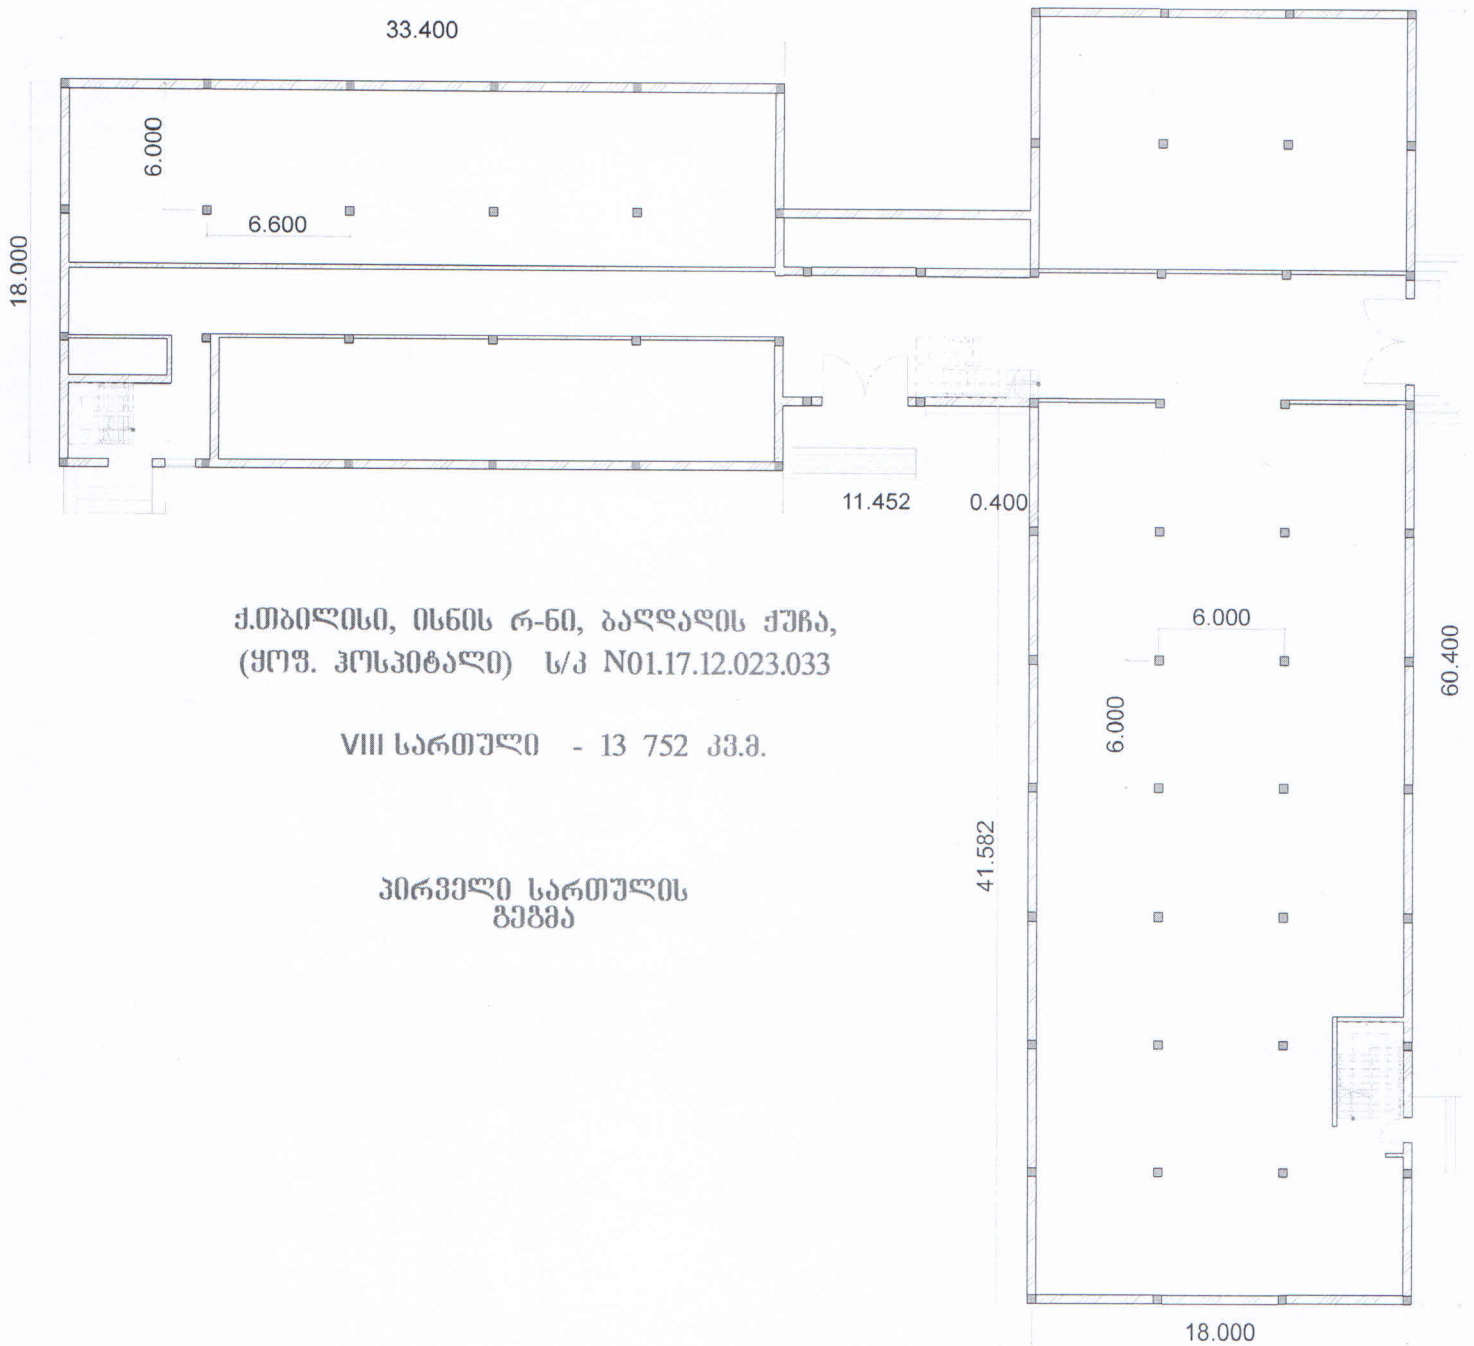 33.400
6.000
6.600
18.000
11.452
0.400
ქ.თბილისი, ისნის რ-ნი, ბაღდადის ქუჩა,
(ყოფ. ჰოსპიტალი) ს/კ N01.17.12.023.033
VIII სართული - 13 752 კვ.მ.
პირველი სართულის
გეგმა
6.000
6.000
60.400
41.582
18.000